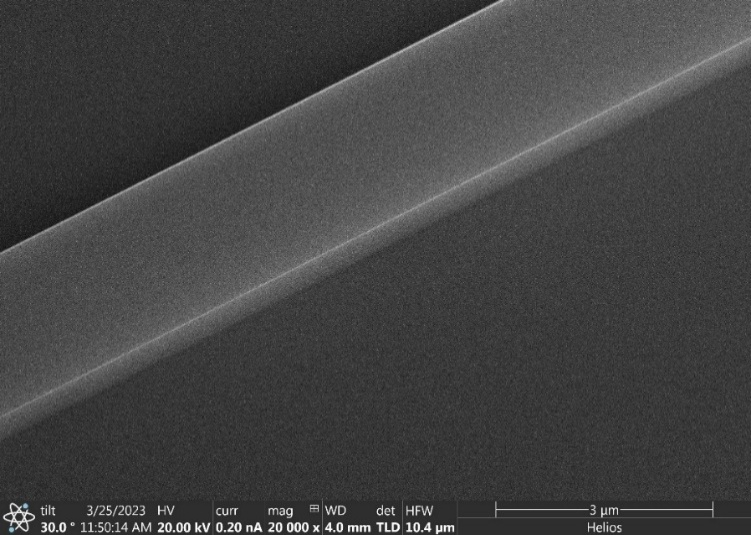 tilt 3/25/2023 HV curr mag WD det HFW 3 µm
30.0 ° 11:50:14 AM 20.00 kV 0.20 nA 20 000 x 4.0 mm TLD 10.4 µm Helios